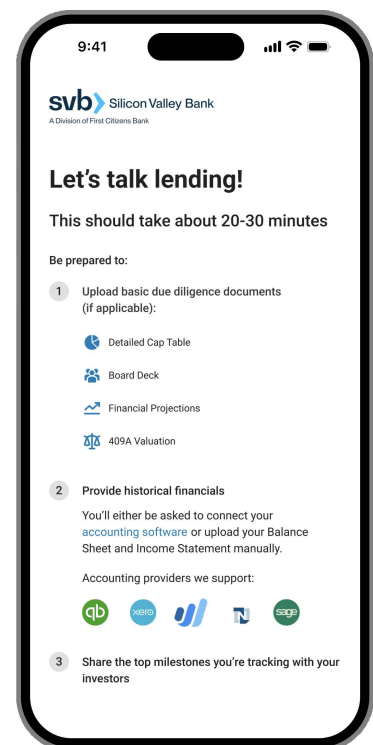 9:41
svb Silicon Valley Bank
A Division of First Citizens Bank
Let's talk lending!
This should take about 20-30 minutes
Be prepared to:
1 Upload basic due diligence documents
(if applicable):
Detailed Cap Table
Board Deck
Financial Projections
409A Valuation
2 Provide historical financials
You'll either be asked to connect your
accounting software or upload your Balance
Sheet and Income Statement manually.
Accounting providers we support:
qb xero N sage
3 Share the top milestones you're tracking with your
investors